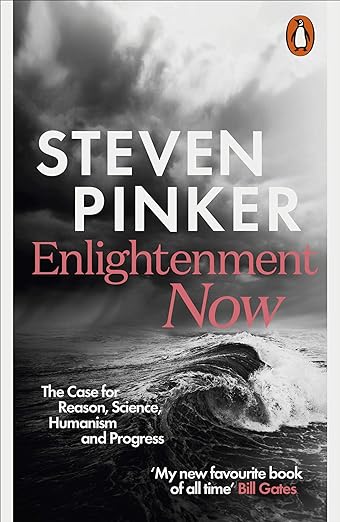 STEVEN
PINKER
Enlightenment
Now
The Case for
Reason, Science,
Humanism
and Progress
‘My new favourite book
of all time’ Bill Gates